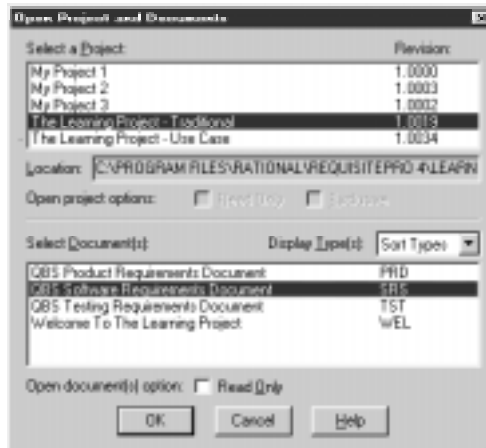 Open Project and Documents
Select a Project: Revision:
My Project 1 1.0000
My Project 2 1.0003
My Project 3 1.0002
The Learning Project - Traditional 1.0019
The Learning Project - Use Case 1.0034
Location: C:\PROGRAM FILES\RATIONAL\REQUISITEPRO 4\LEARN
Open project options: Read Only Exclusive
Select Document(s): Display Type(s): Sort Types
QBS Product Requirements Document PRD
QBS Software Requirements Document SRS
QBS Testing Requirements Document TST
Welcome To The Learning Project WEL
Open document(s) option: Read Only
OK Cancel Help